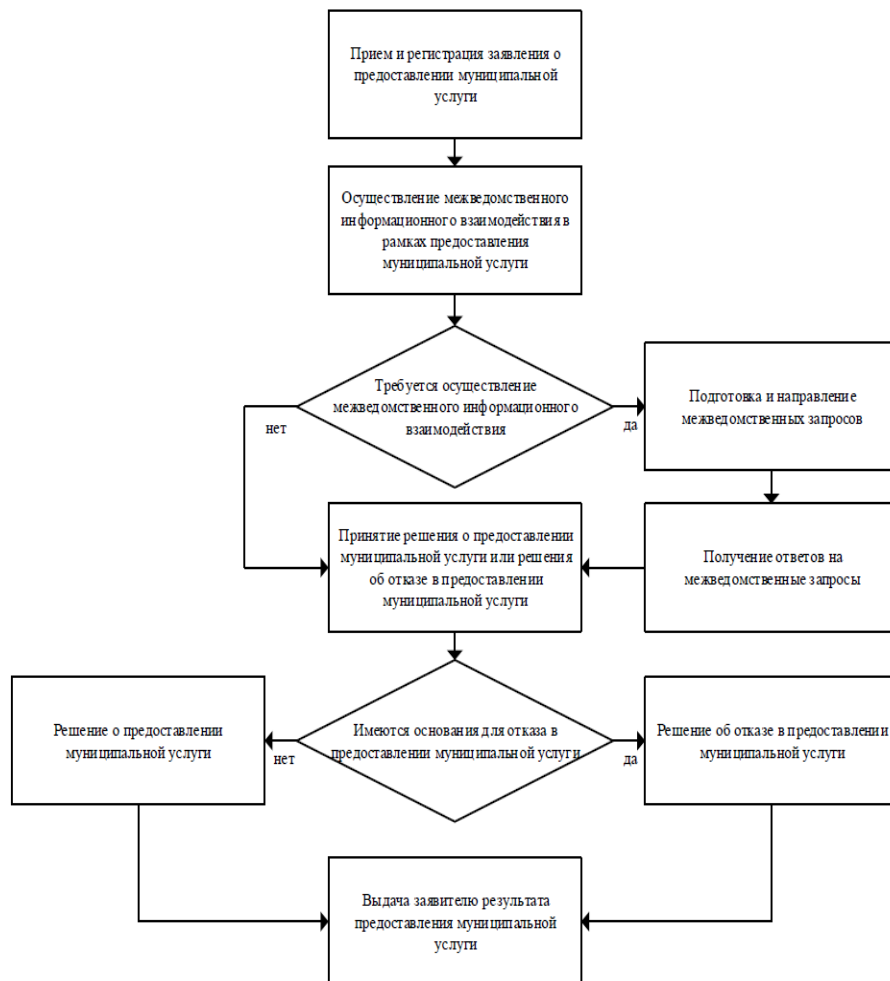 Прием и регистрация заявления о
предоставлении муниципальной
услуги
Осуществление межведомственного
информационного взаимодействия в
рамках предоставления
муниципальной услуги
Требуется осуществление
межведомственного информационного
взаимодействия
нет
да
Подготовка и направление
межведомственных запросов
Принятие решения о предоставлении
муниципальной услуги или решения
об отказе в предоставлении
муниципальной услуги
Получение ответов на
межведомственные запросы
Решение о предоставлении
муниципальной услуги
Имеются основания для отказа в
предоставлении муниципальной услуги
нет
да
Решение об отказе в предоставлении
муниципальной услуги
Выдача заявителю результата
предоставления муниципальной
услуги